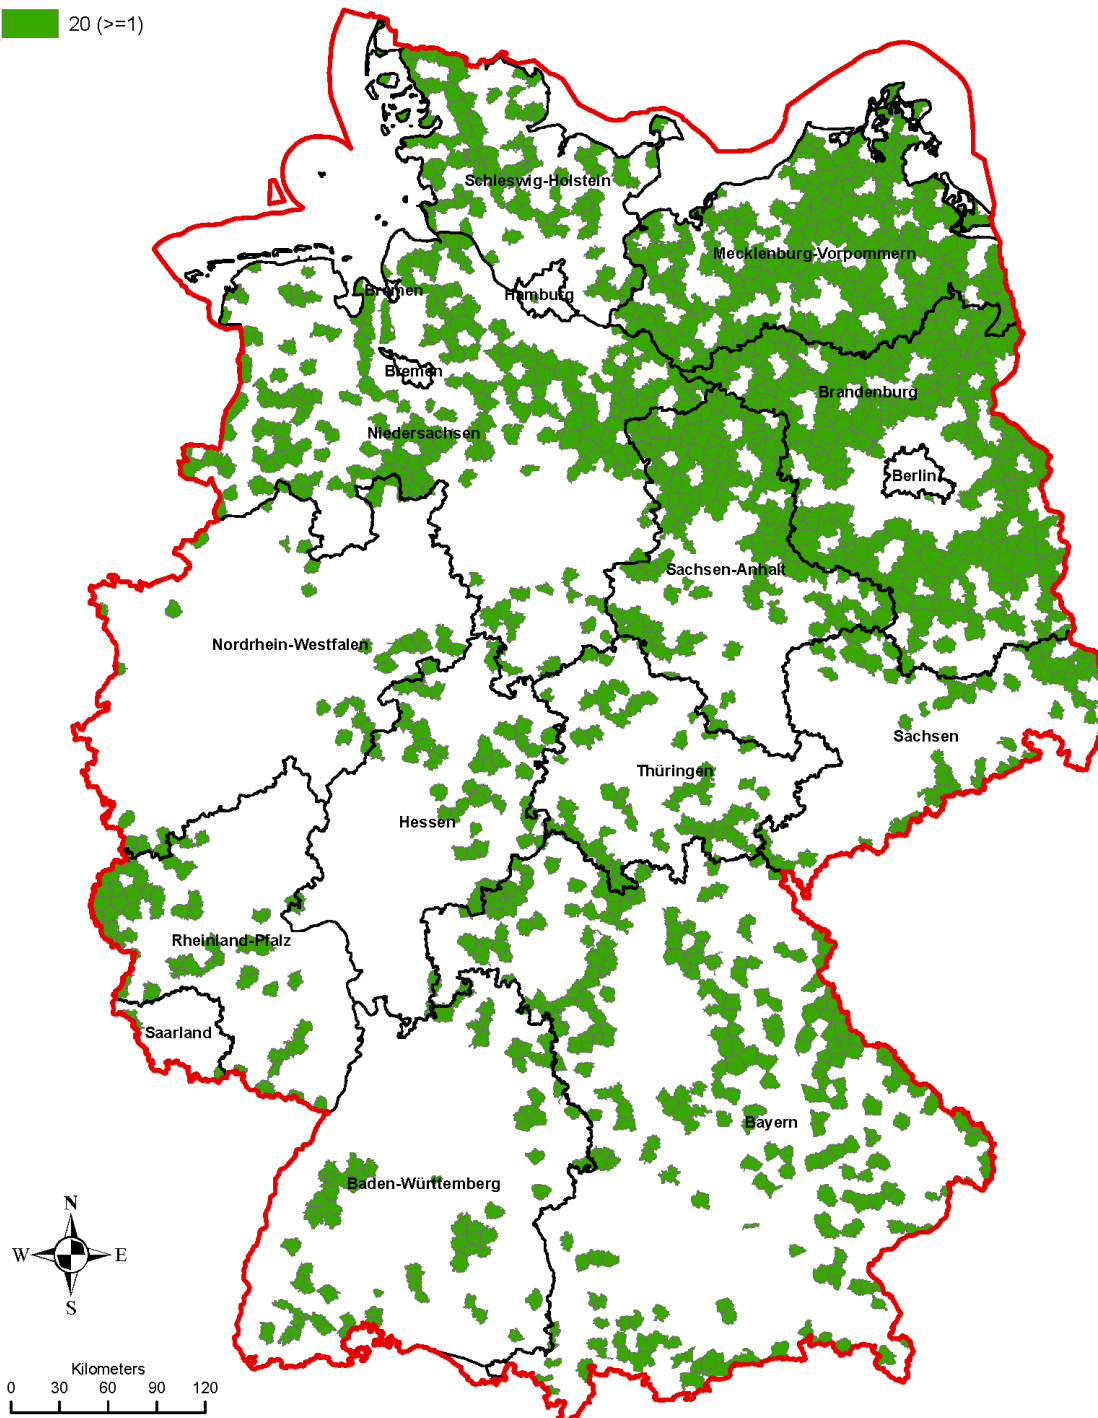 20 (>=1)
Schleswig-Holstein
Mecklenburg-Vorpommern
Bremen
Hamburg
Bremen
Brandenburg
Niedersachsen
Berlin
Sachsen-Anhalt
Nordrhein-Westfalen
Sachsen
Thüringen
Hessen
Rheinland-Pfalz
Saarland
Bayern
Baden-Württemberg
N
W E
S
Kilometers
0 30 60 90 120